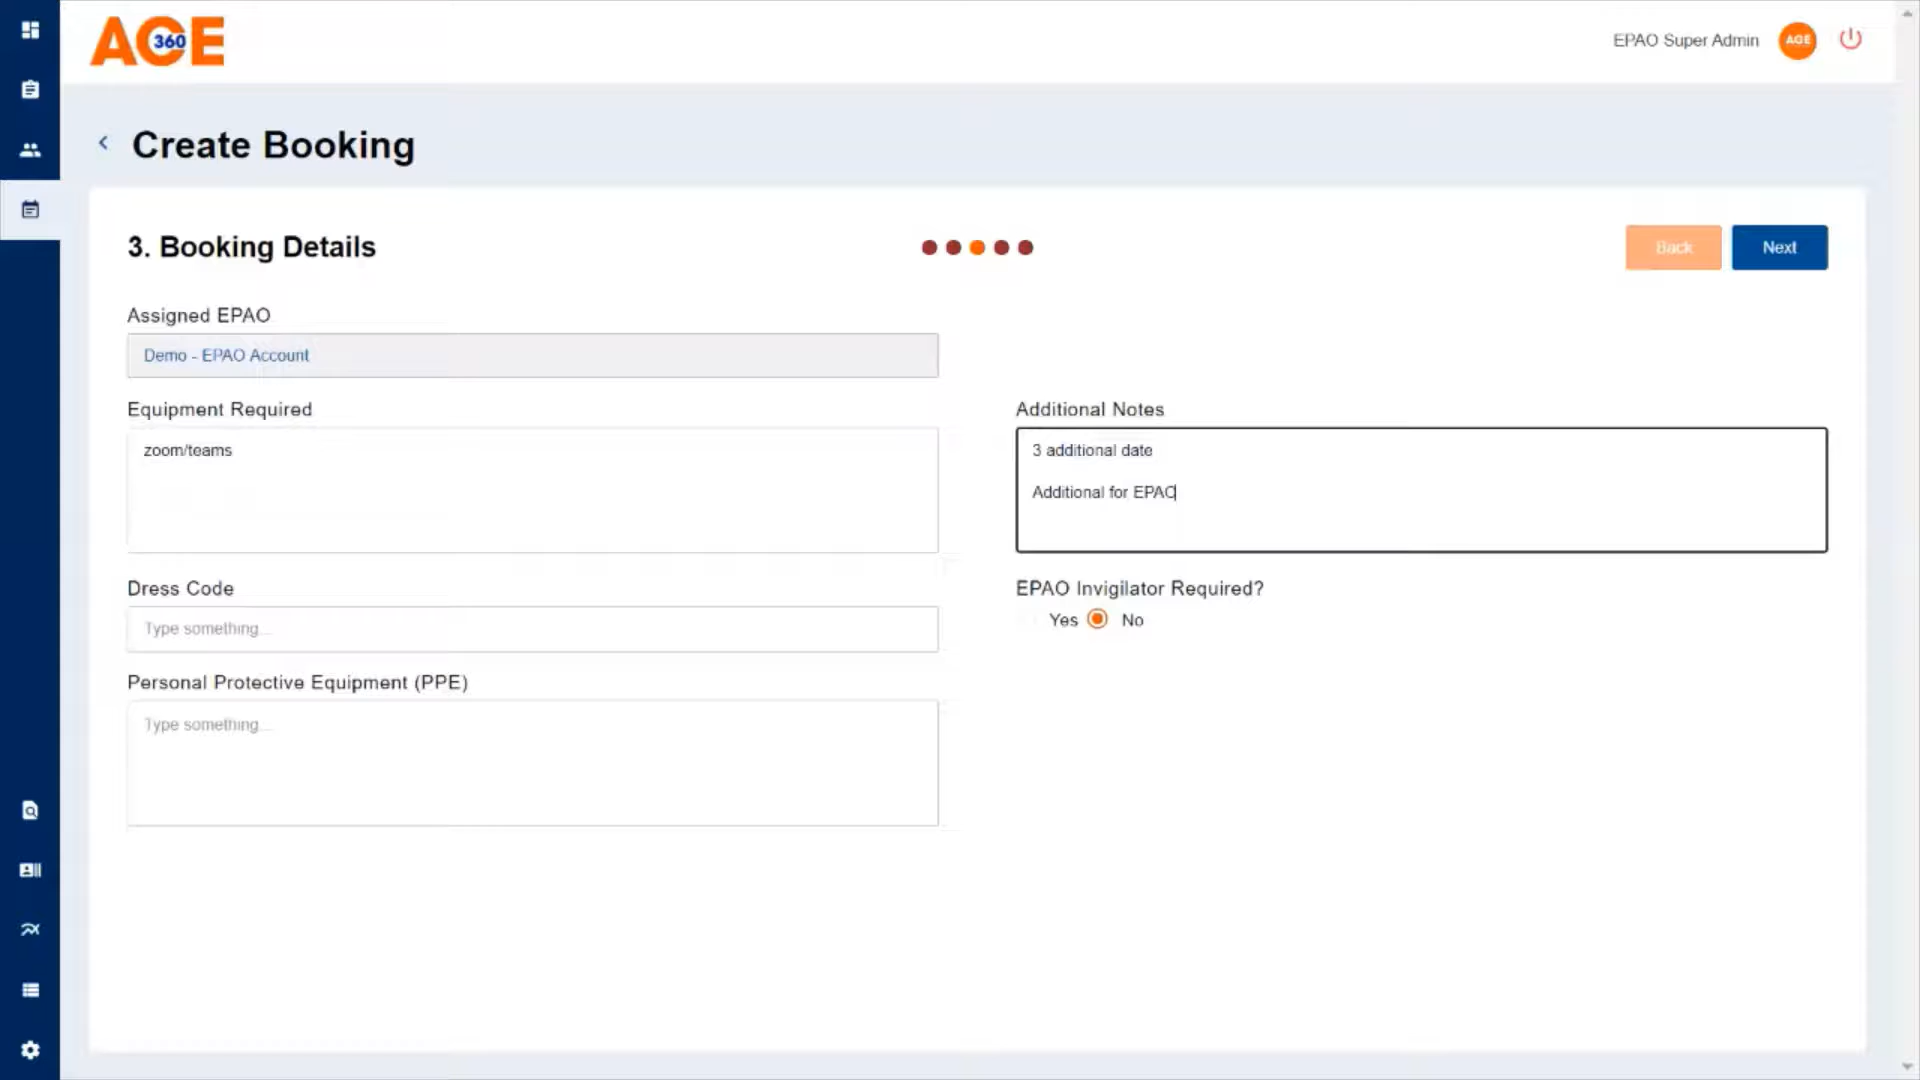 ACE
360
EPAO Super Admin
AOE
Create Booking
3. Booking Details
Back
Next
Assigned EPAO
Demo - EPAO Account
Equipment Required
zoom/teams
Additional Notes
3 additional date
Additional for EPAO
Dress Code
Type something...
EPAO Invigilator Required?
Yes
No
Personal Protective Equipment (PPE)
Type something...